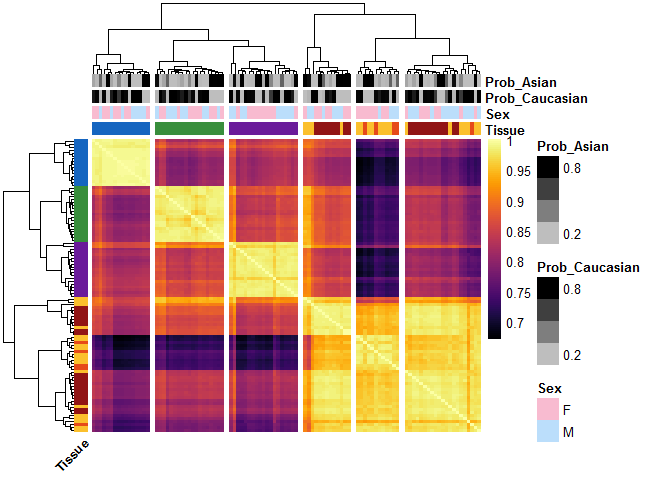 Prob_Asian
Prob_Caucasian
Sex
Tissue
1
0.95
0.9
0.85
0.8
0.75
0.7
Prob_Asian
0.8
0.2
Prob_Caucasian
0.8
0.2
Sex
F
M
Tissue